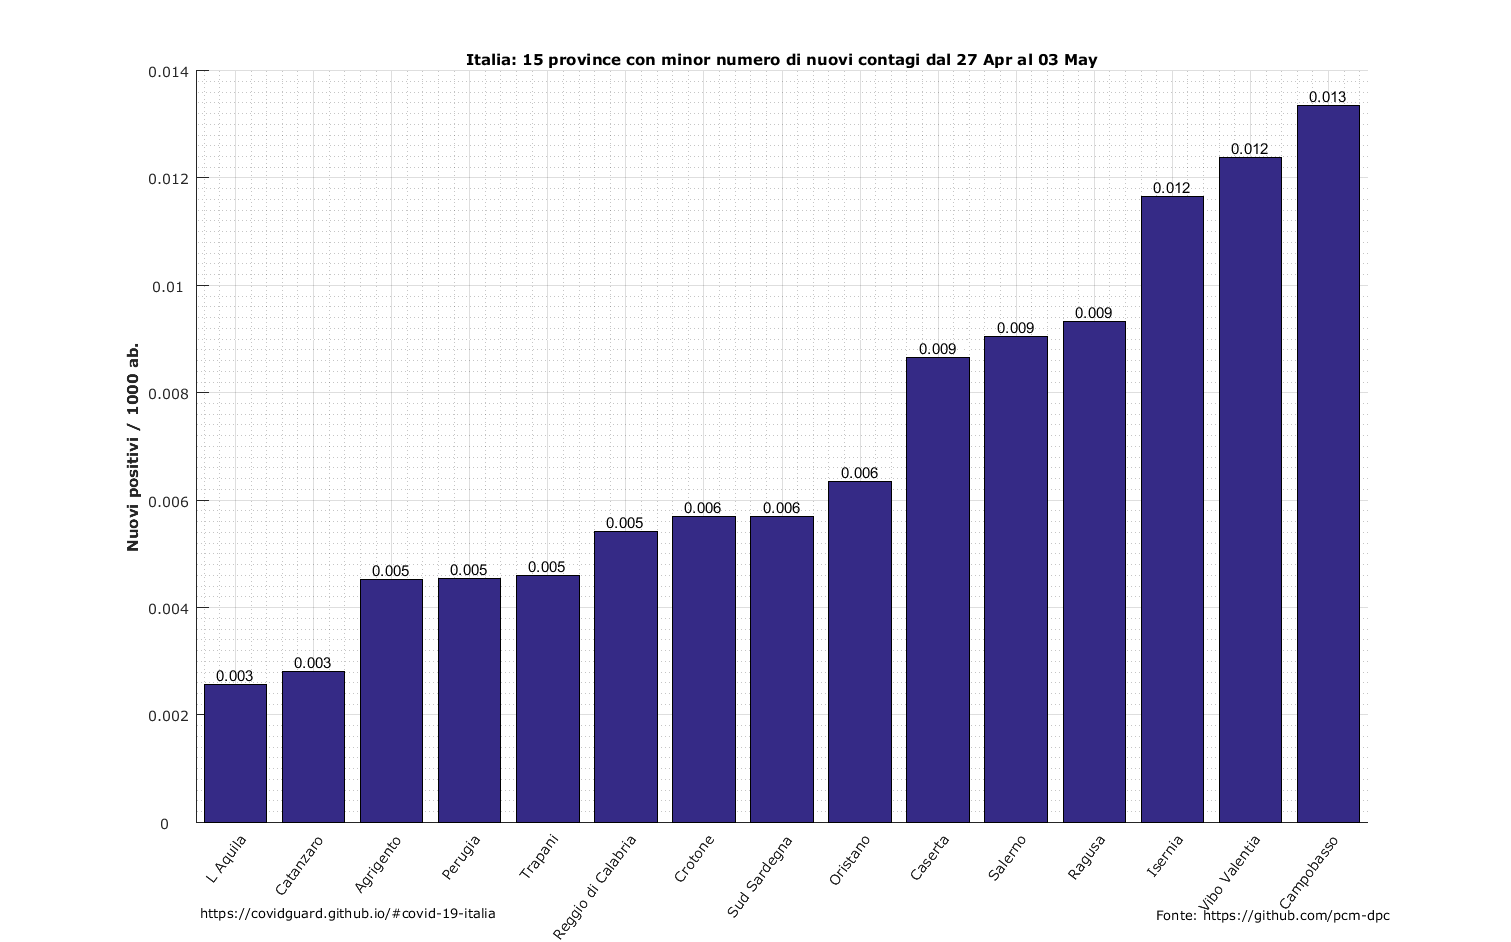 Italia: 15 province con minor numero di nuovi contagi dal 27 Apr al 03 May
Nuovi positivi / 1000 ab.
0.014
0.012
0.01
0.008
0.006
0.004
0.002
0
0.003
0.003
0.005
0.005
0.005
0.005
0.006
0.006
0.006
0.009
0.009
0.009
0.012
0.012
0.013
L Aquila
Catanzaro
Agrigento
Perugia
Trapani
Reggio di Calabria
Crotone
Sud Sardegna
Oristano
Caserta
Salerno
Ragusa
Isernia
Vibo Valentia
Campobasso
https://covidguard.github.io/#covid-19-italia
Fonte: https://github.com/pcm-dpc